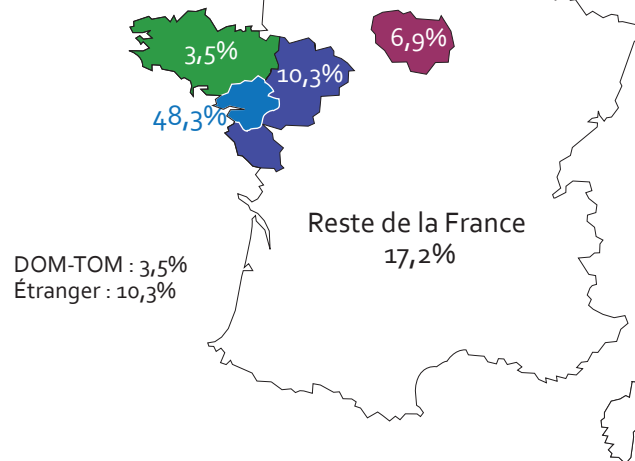 3,5%
6,9%
10,3%
48,3%
Reste de la France
17,2%
DOM-TOM : 3,5%
Étranger : 10,3%